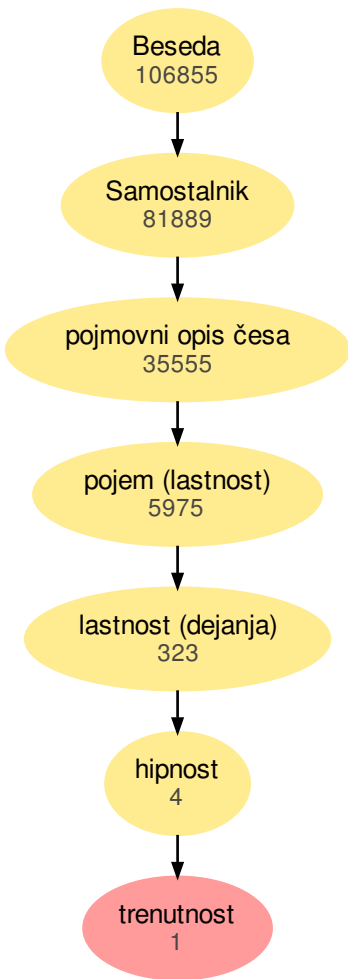 Beseda
106855
Samostalnik
81889
pojmovni opis česa
35555
pojem (lastnost)
5975
lastnost (dejanja)
323
hipnost
4
trenutnost
1